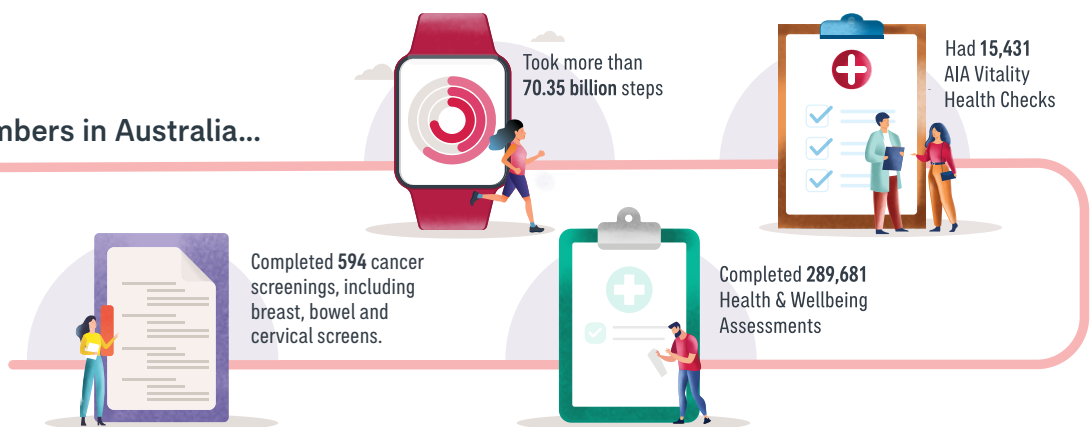 Took more than
70.35 billion steps
Had 15,431
AIA Vitality
Health Checks
in Australia...
Completed 594 cancer
screenings, including
breast, bowel and
cervical screens.
Completed 289,681
Health & Wellbeing
Assessments